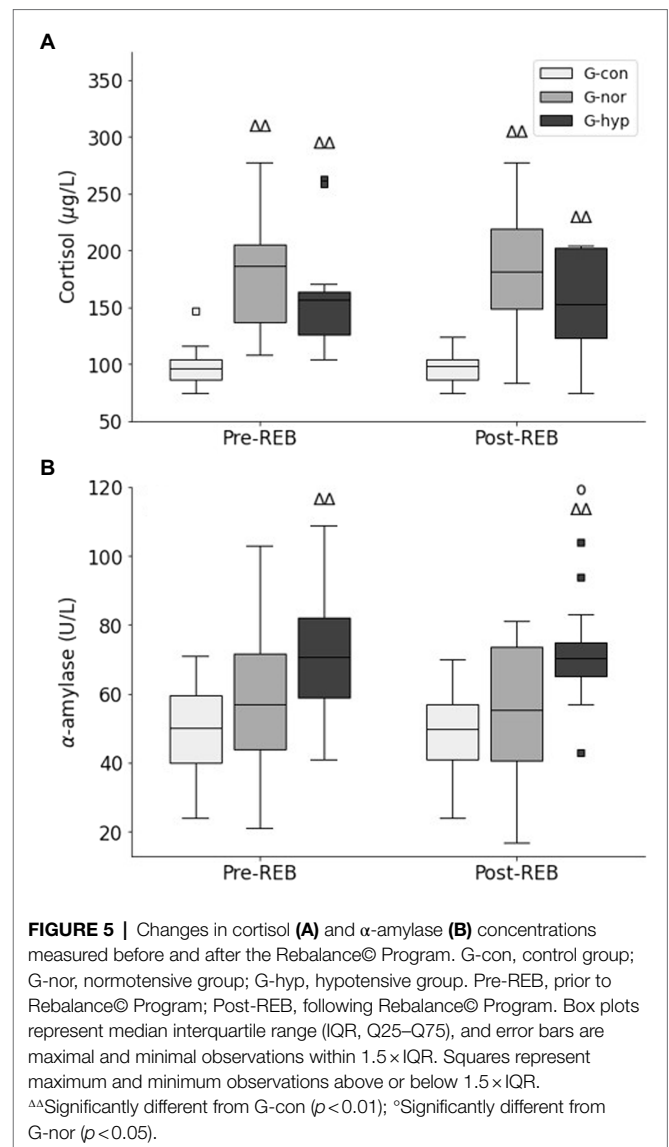 A
350
300
250
200
150
100
50
Cortisol (µg/L)
G-con
G-nor
G-hyp
ΔΔ
ΔΔ
ΔΔ
ΔΔ
Pre-REB
Post-REB
B
120
100
80
60
40
20
α-amylase (U/L)
ΔΔ
o
ΔΔ
Pre-REB
Post-REB
FIGURE 5 | Changes in cortisol (A) and α-amylase (B) concentrations
measured before and after the Rebalance© Program. G-con, control group;
G-nor, normotensive group; G-hyp, hypotensive group. Pre-REB, prior to
Rebalance© Program; Post-REB, following Rebalance© Program. Box plots
represent median interquartile range (IQR, Q25–Q75), and error bars are
maximal and minimal observations within 1.5 × IQR. Squares represent
maximum and minimum observations above or below 1.5 × IQR.
ΔΔSignificantly different from G-con (p < 0.01); °Significantly different from
G-nor (p < 0.05).